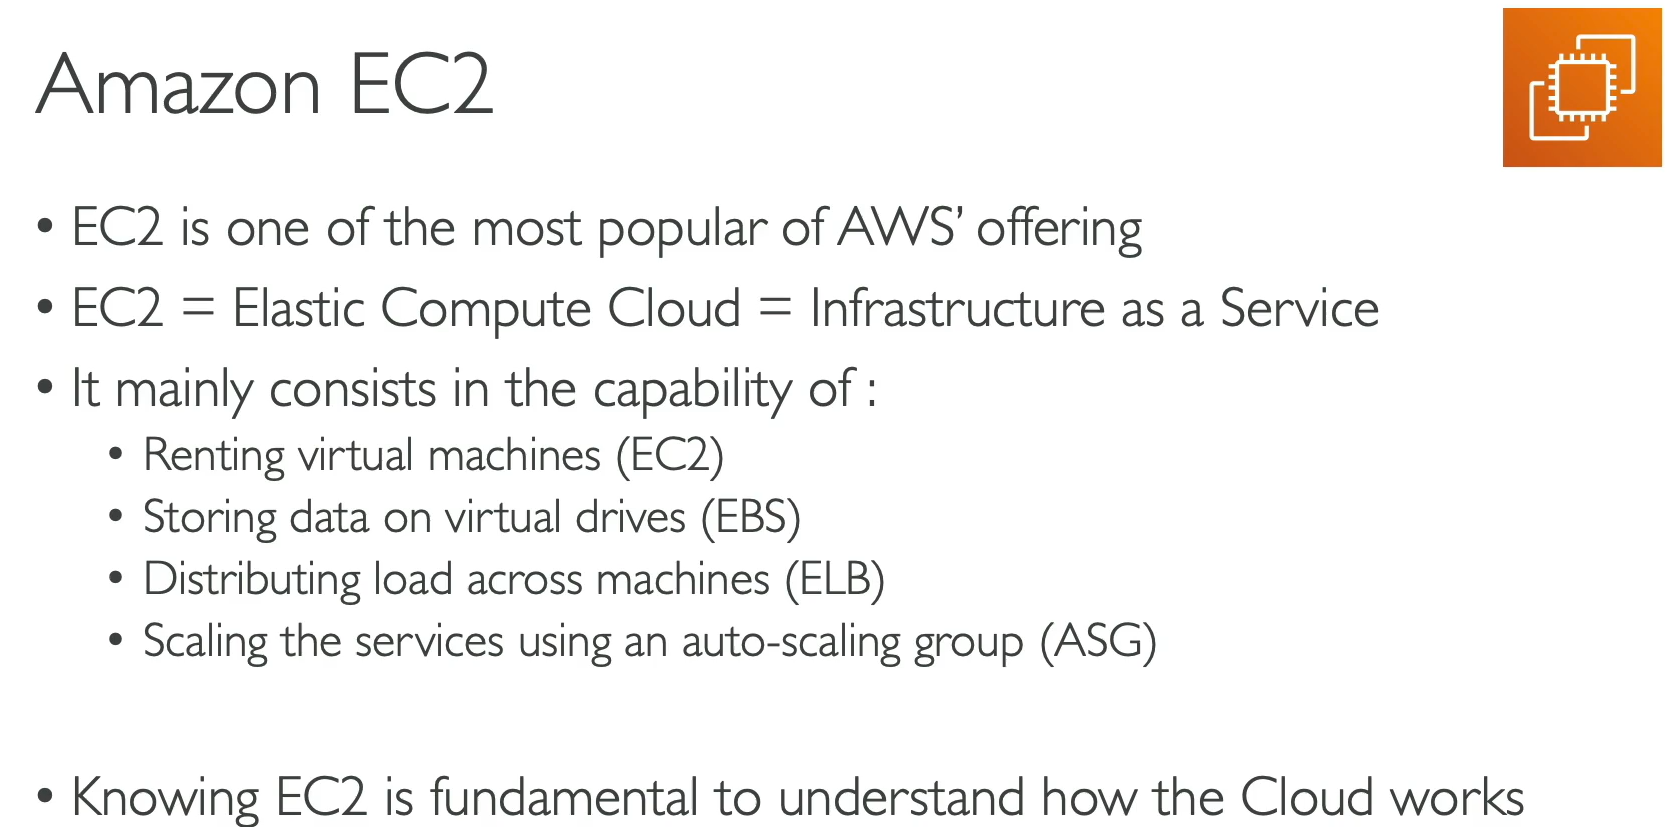 Amazon EC2
• EC2 is one of the most popular of AWS’ offering
• EC2 = Elastic Compute Cloud = Infrastructure as a Service
• It mainly consists in the capability of :
• Renting virtual machines (EC2)
• Storing data on virtual drives (EBS)
• Distributing load across machines (ELB)
• Scaling the services using an auto-scaling group (ASG)
• Knowing EC2 is fundamental to understand how the Cloud works